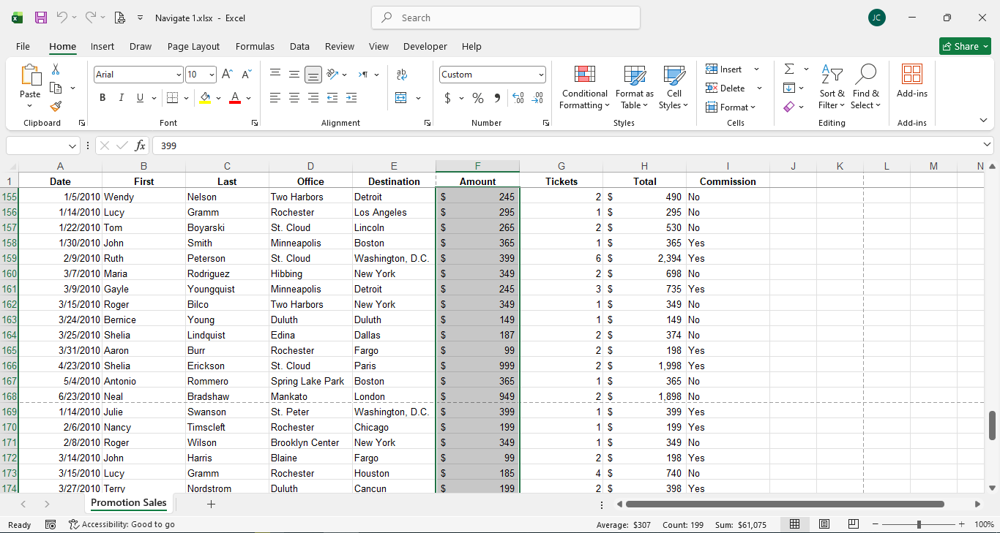 Navigate 1.xlsx - Excel
Search
JC
File Home Insert Draw Page Layout Formulas Data Review View Developer Help
Share
Paste
Arial 10
B I U A
ab
Custom
$ % 9
Conditional Formatting
Format as Table
Cell Styles
Insert
Delete
Format
Sort & Filter
Find & Select
Add-ins
Clipboard Font Alignment Number Styles Cells Editing Add-ins
fx 399
A B C D E F G H I J K L M N
1 Date First Last Office Destination Amount Tickets Total Commission
155 1/5/2010 Wendy Nelson Two Harbors Detroit $ 245 2 $ 490 No
156 1/14/2010 Lucy Gramm Rochester Los Angeles $ 295 1 $ 295 No
157 1/22/2010 Tom Boyarski St. Cloud Lincoln $ 265 2 $ 530 No
158 1/30/2010 John Smith Minneapolis Boston $ 365 1 $ 365 Yes
159 2/9/2010 Ruth Peterson St. Cloud Washington, D.C. $ 399 6 $ 2,394 Yes
160 3/7/2010 Maria Rodriguez Hibbing New York $ 349 2 $ 698 No
161 3/9/2010 Gayle Youngquist Minneapolis Detroit $ 245 3 $ 735 Yes
162 3/15/2010 Roger Bilco Two Harbors New York $ 349 1 $ 349 No
163 3/24/2010 Bernice Young Duluth Duluth $ 149 1 $ 149 No
164 3/25/2010 Shelia Lindquist Edina Dallas $ 187 2 $ 374 No
165 3/31/2010 Aaron Burr Rochester Fargo $ 99 2 $ 198 Yes
166 4/23/2010 Shelia Erickson St. Cloud Paris $ 999 2 $ 1,998 Yes
167 5/4/2010 Antonio Rommero Spring Lake Park Boston $ 365 1 $ 365 No
168 6/23/2010 Neal Bradshaw Mankato London $ 949 2 $ 1,898 No
169 1/14/2010 Julie Swanson St. Peter Washington, D.C. $ 399 1 $ 399 Yes
170 2/6/2010 Nancy Timscleft Rochester Chicago $ 199 1 $ 199 Yes
171 2/8/2010 Roger Wilson Brooklyn Center New York $ 349 1 $ 349 No
172 3/14/2010 John Harris Blaine Fargo $ 99 2 $ 198 Yes
173 3/15/2010 Lucy Gramm Rochester Houston $ 185 4 $ 740 No
174 3/27/2010 Terry Nordstrom Duluth Cancun $ 199 2 $ 398 Yes
Promotion Sales
Ready Accessibility: Good to go Average: $307 Count: 199 Sum: $61,075 100%